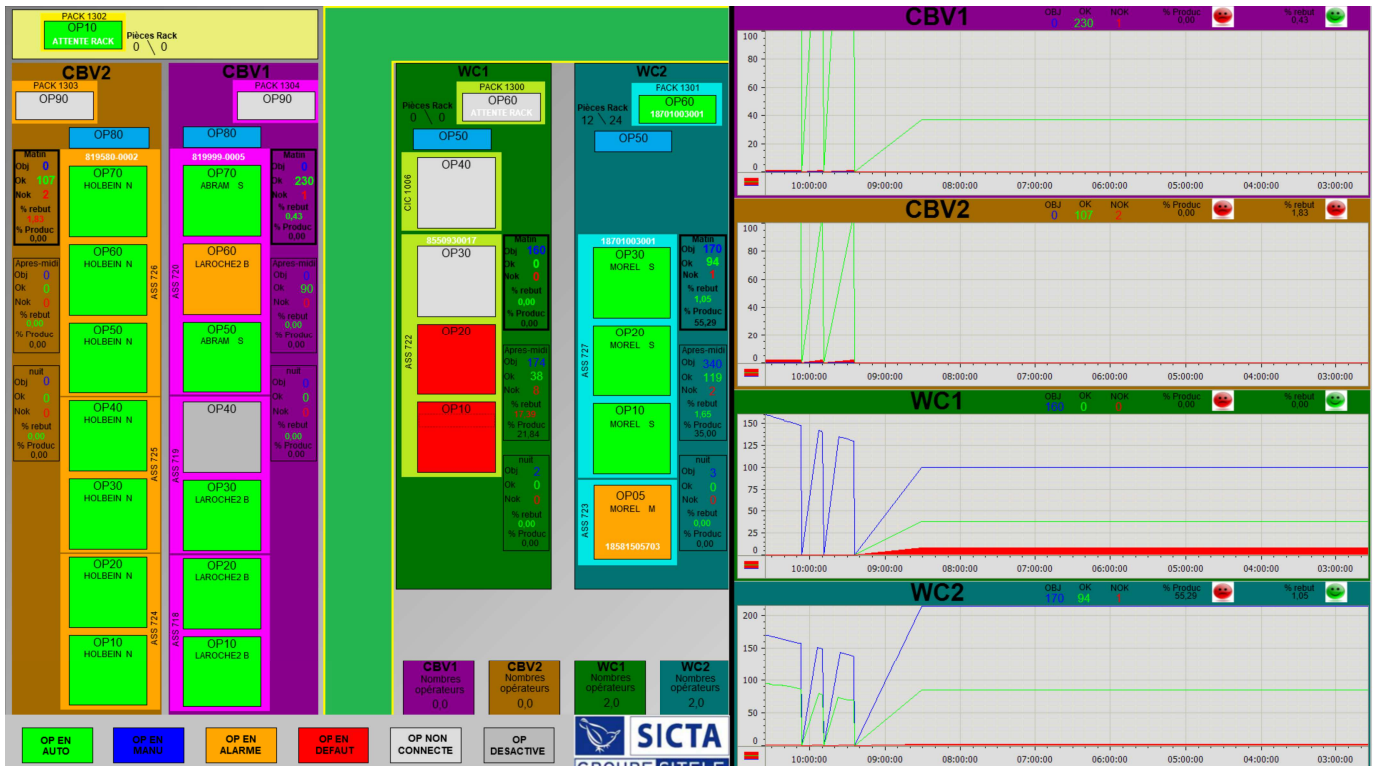 PACK 1302
OP10
ATTENTE RACK
Pièces Rack
0 \ 0
CBV2
PACK 1303
OP90
OP80
819580-0002
OP70
HOLBEIN N
OP60
HOLBEIN N
OP50
HOLBEIN N
ASS 726
OP40
HOLBEIN N
OP30
HOLBEIN N
ASS 725
OP20
HOLBEIN N
OP10
HOLBEIN N
ASS 724
Matin
Obj 0
Ok 107
Nok 2
% rebut
1,83
% Produc
0,00
Apres-midi
Obj 0
Ok 0
Nok 0
% rebut
0,00
% Produc
0,00
nuit
Obj 0
Ok 0
Nok 0
% rebut
0,00
% Produc
0,00
CBV1
PACK 1304
OP90
OP80
819999-0005
OP70
ABRAM S
OP60
LAROCHE2 B
OP50
ABRAM S
ASS 720
OP40
OP30
LAROCHE2 B
ASS 719
OP20
LAROCHE2 B
OP10
LAROCHE2 B
ASS 718
Matin
Obj 0
Ok 230
Nok 1
% rebut
0,43
% Produc
0,00
Apres-midi
Obj 0
Ok 90
Nok 0
% rebut
0,00
% Produc
0,00
nuit
Obj 0
Ok 0
Nok 0
% rebut
0,00
% Produc
0,00
WC1
PACK 1300
Pièces Rack
0 \ 0
OP60
ATTENTE RACK
OP50
OP40
CIC 1006
8550930017
OP30
OP20
OP10
ASS 722
Matin
Obj 160
Ok 0
Nok 0
% rebut
0,00
% Produc
0,00
Apres-midi
Obj 174
Ok 38
Nok
% rebut
% Produc
21,84
nuit
Obj 2
Ok 0
Nok 0
% rebut
0,00
% Produc
0,00
WC2
PACK 1301
Pièces Rack
12 \ 24
OP60
18701003001
OP50
18701003001
OP30
MOREL S
OP20
MOREL S
OP10
MOREL S
ASS 727
OP05
MOREL M
18581505703
ASS 723
Matin
Obj 170
Ok 94
Nok 1
% rebut
1,05
% Produc
55,29
Apres-midi
Obj 340
Ok 119
Nok 2
% rebut
1,65
% Produc
35,00
nuit
Obj 3
Ok 0
Nok 0
% rebut
0,00
% Produc
0,00
CBV1
Nombres
opérateurs
0,0
CBV2
Nombres
opérateurs
0,0
WC1
Nombres
opérateurs
2,0
WC2
Nombres
opérateurs
2,0
OP EN
AUTO
OP EN
MANU
OP EN
ALARME
OP EN
DEFAUT
OP NON
CONNECTE
OP
DESACTIVE
SICTA
GROUPE SITELE
CBV1 OBJ OK NOK % Produc % rebut
0 230 1 0,00 0,43
100
80
60
40
20
0
10:00:00 09:00:00 08:00:00 07:00:00 06:00:00 05:00:00 04:00:00 03:00:00
CBV2 OBJ OK NOK % Produc % rebut
0 107 2 0,00 1,83
100
80
60
40
20
0
10:00:00 09:00:00 08:00:00 07:00:00 06:00:00 05:00:00 04:00:00 03:00:00
WC1 OBJ OK NOK % Produc % rebut
160 0 0 0,00 0,00
150
125
100
75
50
25
0
10:00:00 09:00:00 08:00:00 07:00:00 06:00:00 05:00:00 04:00:00 03:00:00
WC2 OBJ OK NOK % Produc % rebut
170 94 1 55,29 1,05
200
150
100
50
0
10:00:00 09:00:00 08:00:00 07:00:00 06:00:00 05:00:00 04:00:00 03:00:00